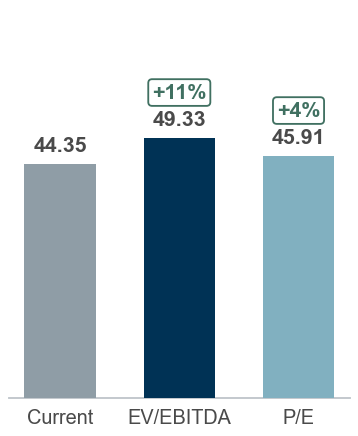 +11%
+4%
44.35
49.33
45.91
Current
EV/EBITDA
P/E